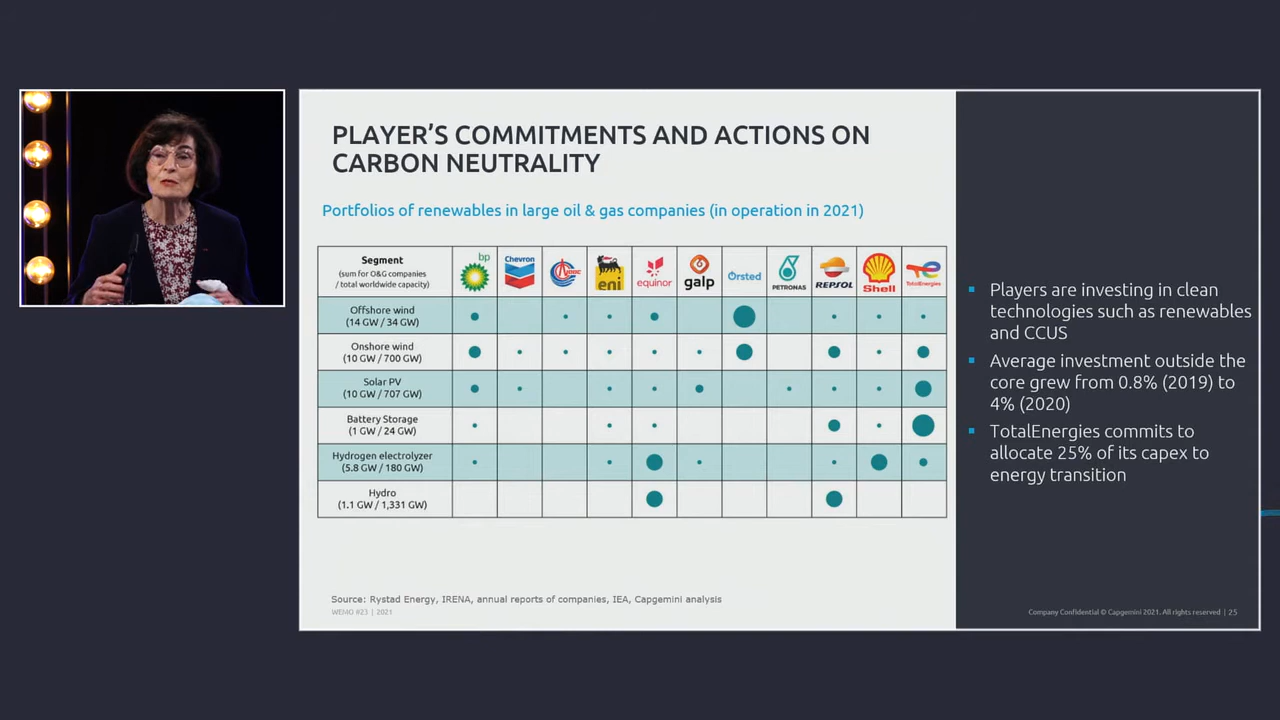 PLAYER'S COMMITMENTS AND ACTIONS ON
CARBON NEUTRALITY
Portfolios of renewables in large oil & gas companies (in operation in 2021)
Segment
(sum for O&G companies
/ total worldwide capacity)
bp
Chevron
eni
equinor
galp
Ørsted
PETRONAS
REPSOL
Shell
TotalEnergies
Offshore wind
(14 GW / 34 GW)
Onshore wind
(10 GW / 700 GW)
Solar PV
(10 GW / 707 GW)
Battery Storage
(1 GW / 24 GW)
Hydrogen electrolyzer
(5.8 GW / 180 GW)
Hydro
(1.1 GW / 1,331 GW)
Source: Rystad Energy, IRENA, annual reports of companies, IEA, Capgemini analysis
WEMO #23 | 2021
▪ Players are investing in clean
technologies such as renewables
and CCUS
▪ Average investment outside the
core grew from 0.8% (2019) to
4% (2020)
▪ TotalEnergies commits to
allocate 25% of its capex to
energy transition
Company Confidential © Capgemini 2021. All rights reserved | 25